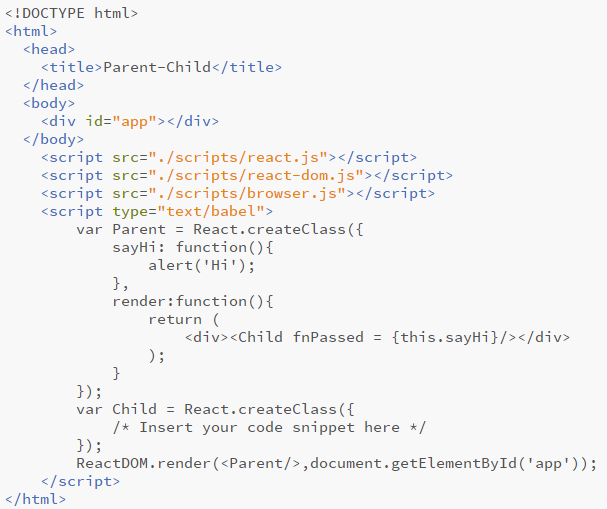 <!DOCTYPE html>
<html>
  <head>
    <title>Parent-Child</title>
  </head>
  <body>
    <div id="app"></div>
  </body>
    <script src="./scripts/react.js"></script>
    <script src="./scripts/react-dom.js"></script>
    <script src="./scripts/browser.js"></script>
    <script type="text/babel">
        var Parent = React.createClass({
            sayHi: function(){
                alert('Hi');
            },
            render:function(){
                return (
                    <div><Child fnPassed = {this.sayHi}/></div>
                );
            }
        });
        var Child = React.createClass({
            /* Insert your code snippet here */
        });
        ReactDOM.render(<Parent/>,document.getElementById('app'));
    </script>
</html>